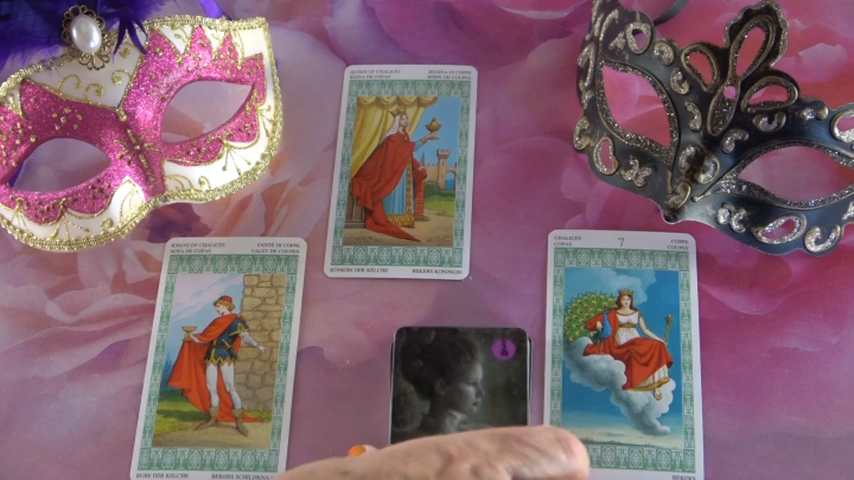 QUEEN OF CHALICES
REGINA DI COPPE
REINA DE COPAS
REINE DE COUPES
KONIGIN DER KELCHE
BEKERS KONINGIN
KNAVE OF CHALICES
FANTE DI COPPE
SOTA DE COPAS
VALET DE COUPES
BUBE DER KELCHE
BEKERS SCHILDKNAAP
CHALICES
7
COPPE
COPAS
COUPES
BEKERS